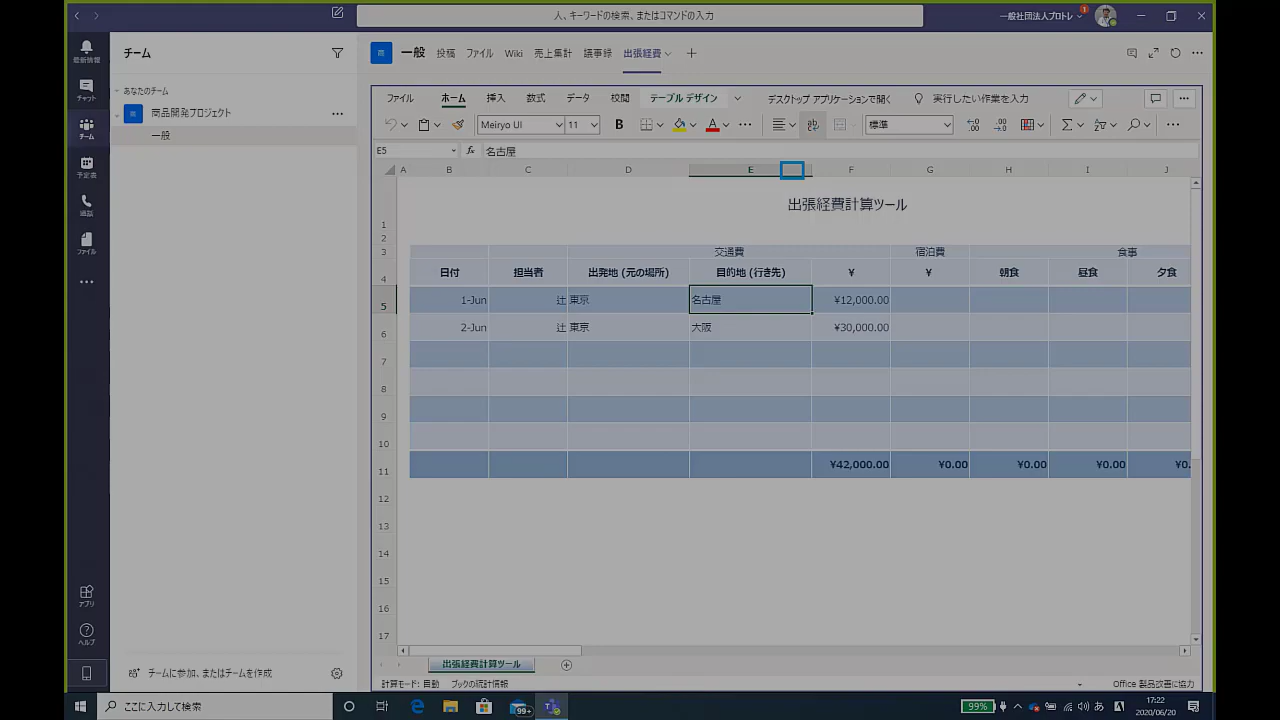 人、キーワードの検索、またはコマンドの入力
一般社団法人プロトレ
1
最新情報
チャット
チーム
予定表
通話
ファイル
アプリ
ヘルプ
チーム
あなたのチーム
商品開発プロジェクト
一般
チームに参加、またはチームを作成
一般 投稿 ファイル Wiki 売上集計 議事録 出張経費
ファイル ホーム 挿入 数式 データ 校閲 テーブル デザイン デスクトップ アプリケーションで開く 実行したい作業を入力
Meiryo UI 11 B A ab 標準
E5 fx 名古屋
A B C D E F G H I J
1 出張経費計算ツール
2
3 交通費 宿泊費 食事
4 日付 担当者 出発地 (元の場所) 目的地 (行き先) ¥ ¥ 朝食 昼食 夕食
5 1-Jun 辻 東京 名古屋 ¥12,000.00
6 2-Jun 辻 東京 大阪 ¥30,000.00
7
8
9
10
11 ¥42,000.00 ¥0.00 ¥0.00 ¥0.00 ¥0.
12
13
14
15
16
17
出張経費計算ツール
計算モード: 自動 ブックの統計情報 Office 製品改善に協力
ここに入力して検索
99+
99% あ A
17:22
2020/06/20